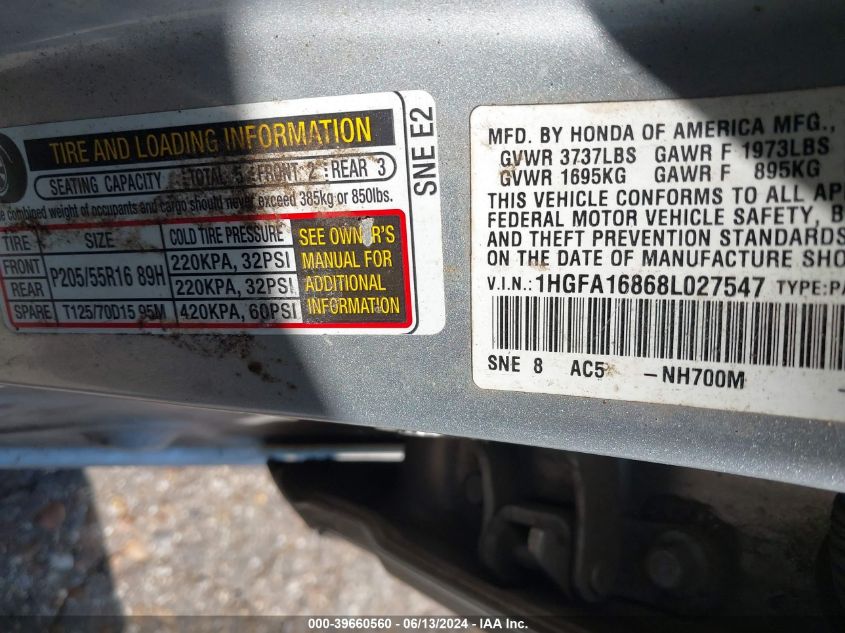 TIRE AND LOADING INFORMATION
SEATING CAPACITY TOTAL 5 FRONT 2 REAR 3
combined weight of occupants and cargo should never exceed 385kg or 850lbs.
TIRE SIZE COLD TIRE PRESSURE
FRONT P205/55R16 89H 220KPA, 32PSI
REAR 220KPA, 32PSI
SPARE T125/70D15 95M 420KPA, 60PSI
SEE OWNER'S
MANUAL FOR
ADDITIONAL
INFORMATION
SNE E2
MFD. BY HONDA OF AMERICA MFG.,
GVWR 3737LBS GAWR F 1973LBS
GVWR 1695KG GAWR F 895KG
THIS VEHICLE CONFORMS TO ALL
FEDERAL MOTOR VEHICLE SAFETY,
AND THEFT PREVENTION STANDARDS
ON THE DATE OF MANUFACTURE
V.I.N.: 1HGFA16868L027547 TYPE:
SNE 8 AC5 -NH700M
000-39660560 - 06/13/2024 - IAA Inc.